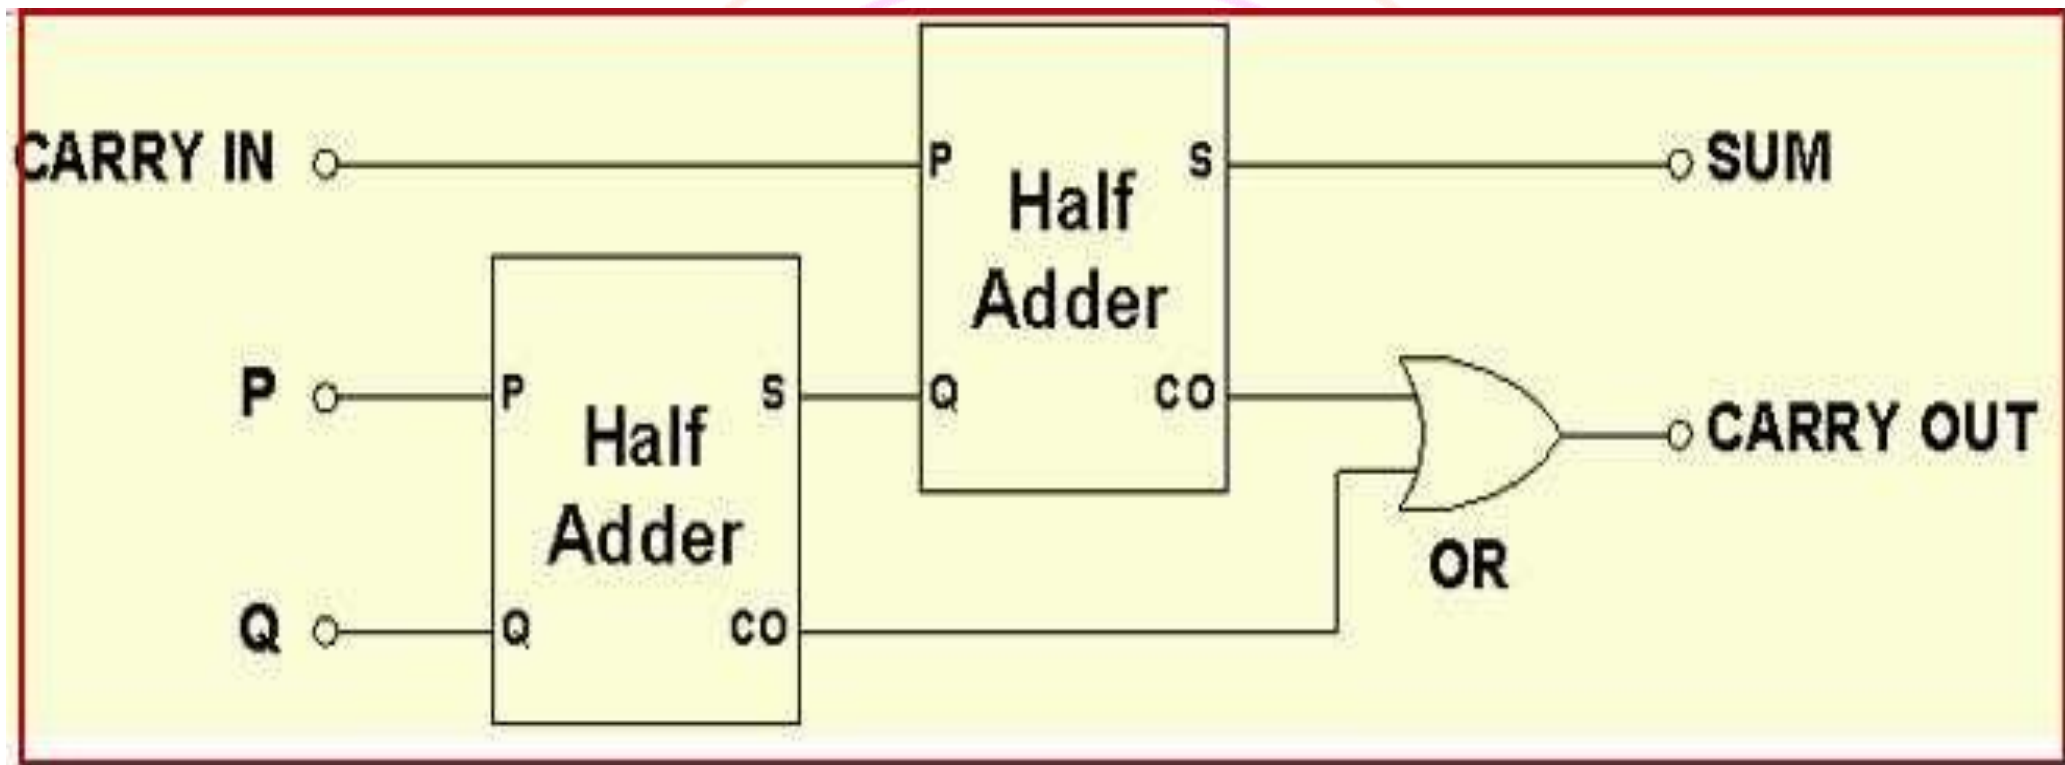 CARRY IN
P
S
SUM
Half
Adder
Q
CO
P
P
S
Half
Adder
Q
Q
CO
CARRY OUT
OR